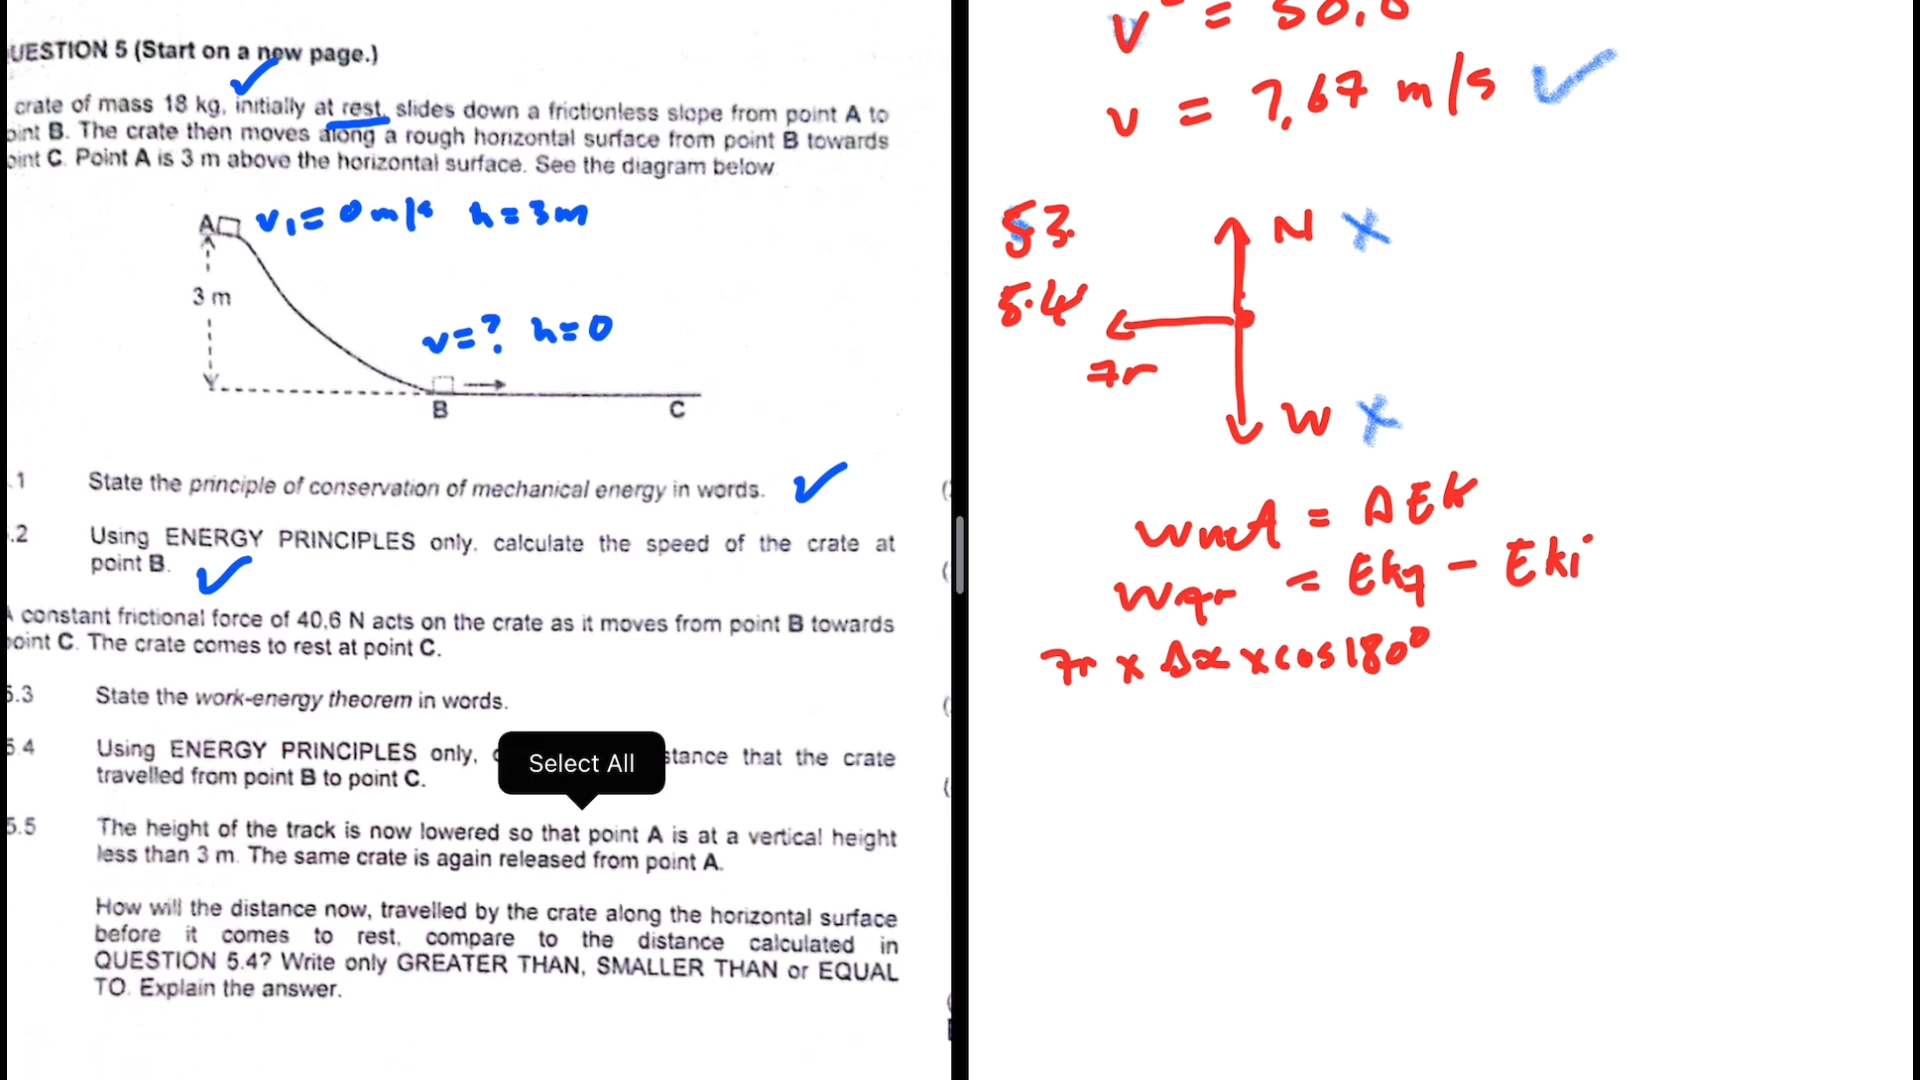 UESTION 5 (Start on a new page.)
crate of mass 18 kg, initially at rest, slides down a frictionless slope from point A to
oint B. The crate then moves along a rough horizontal surface from point B towards
oint C. Point A is 3 m above the horizontal surface. See the diagram below
A v₁ = 0 m/s h = 3m
3 m
v = ? h = 0
B C
.1 State the principle of conservation of mechanical energy in words.
.2 Using ENERGY PRINCIPLES only, calculate the speed of the crate at
point B.
A constant frictional force of 40,6 N acts on the crate as it moves from point B towards
point C. The crate comes to rest at point C.
5.3 State the work-energy theorem in words.
5.4 Using ENERGY PRINCIPLES only, stance that the crate
travelled from point B to point C.
Select All
5.5 The height of the track is now lowered so that point A is at a vertical height
less than 3 m. The same crate is again released from point A.
How will the distance now, travelled by the crate along the horizontal surface
before it comes to rest, compare to the distance calculated in
QUESTION 5.4? Write only GREATER THAN, SMALLER THAN or EQUAL
TO. Explain the answer.
v = 7,67 m/s
5.3.
5.4
N
fr
W
Wnet = ΔEk
Wfr = Ekf - Eki
fr x Δx x cos180°